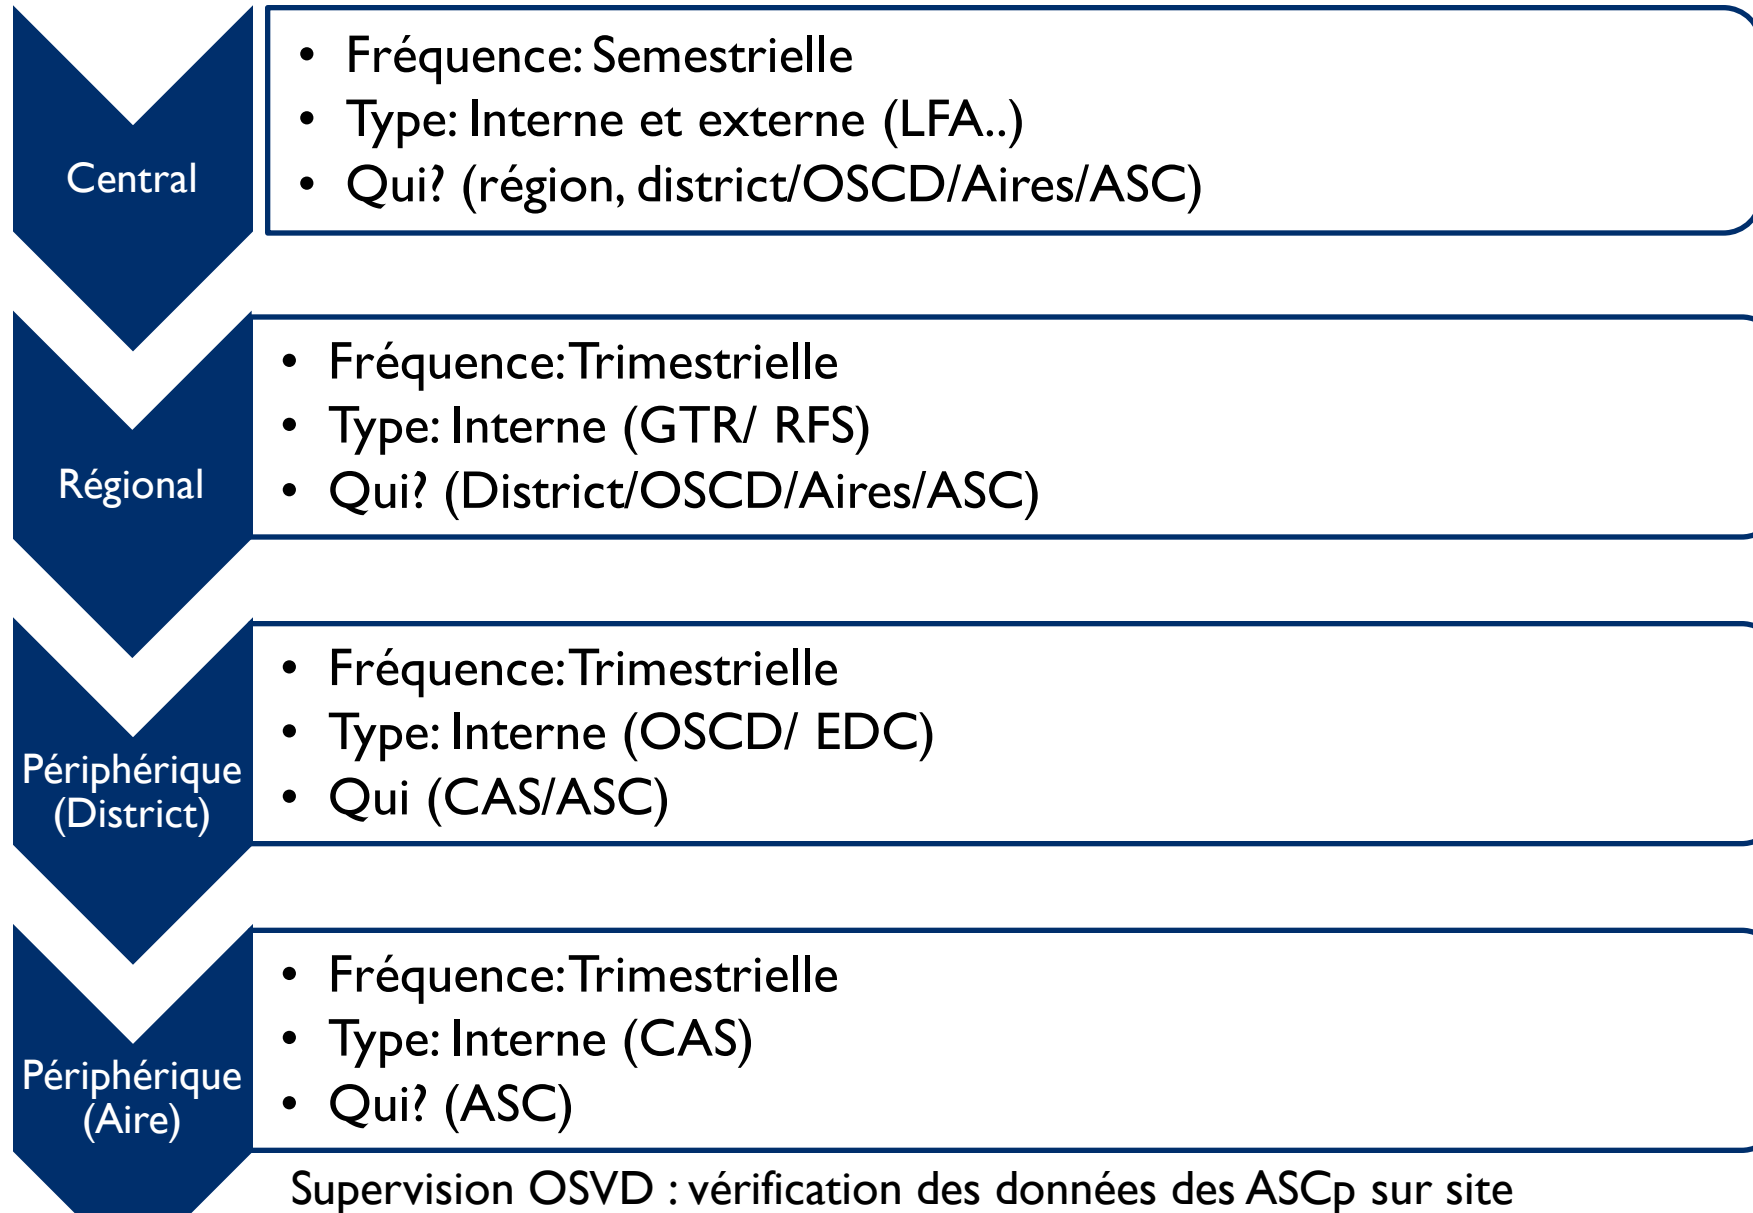 Central
• Fréquence: Semestrielle
• Type: Interne et externe (LFA..)
• Qui? (région, district/OSCD/Aires/ASC)
Régional
• Fréquence: Trimestrielle
• Type: Interne (GTR/ RFS)
• Qui? (District/OSCD/Aires/ASC)
Périphérique
(District)
• Fréquence: Trimestrielle
• Type: Interne (OSCD/ EDC)
• Qui (CAS/ASC)
Périphérique
(Aire)
• Fréquence: Trimestrielle
• Type: Interne (CAS)
• Qui? (ASC)
Supervision OSVD : vérification des données des ASCp sur site